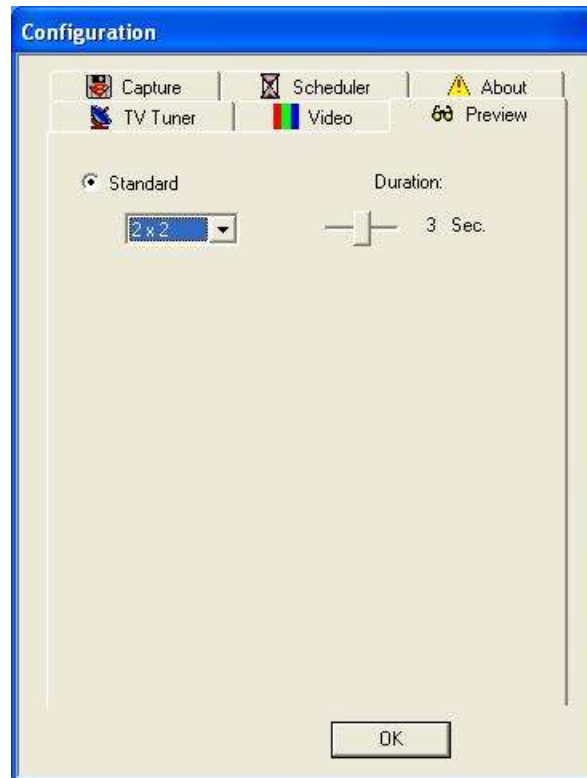 Configuration
Capture Scheduler About
TV Tuner Video Preview
Standard Duration:
2 x 2 3 Sec.
OK